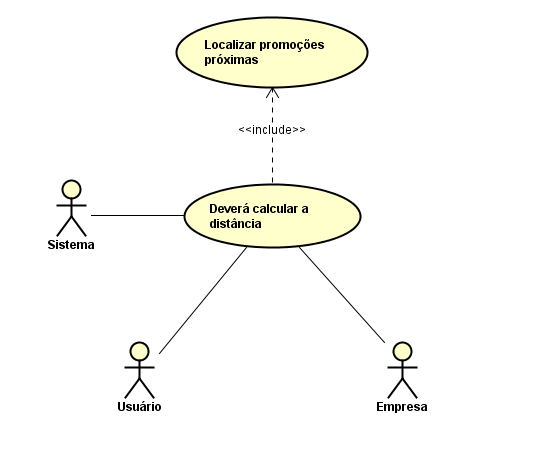 Localizar promoções
próximas
<<include>>
Deverá calcular a
distância
Sistema
Usuário
Empresa